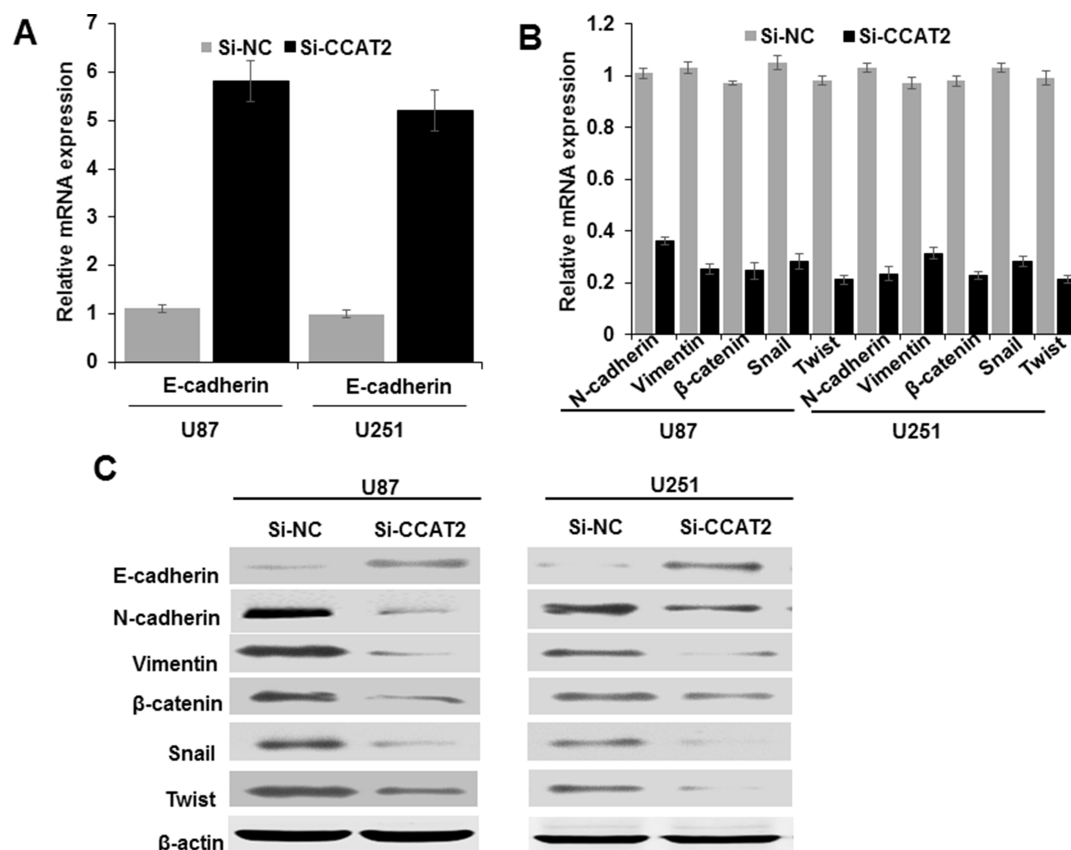 A
Relative mRNA expression
7
6
5
4
3
2
1
0
Si-NC Si-CCAT2
E-cadherin E-cadherin
U87 U251
B
Relative mRNA expression
1.2
1
0.8
0.6
0.4
0.2
0
Si-NC Si-CCAT2
N-cadherin Vimentin β-catenin Snail Twist N-cadherin Vimentin β-catenin Snail Twist
U87 U251
C
U87 U251
Si-NC Si-CCAT2 Si-NC Si-CCAT2
E-cadherin
N-cadherin
Vimentin
β-catenin
Snail
Twist
β-actin